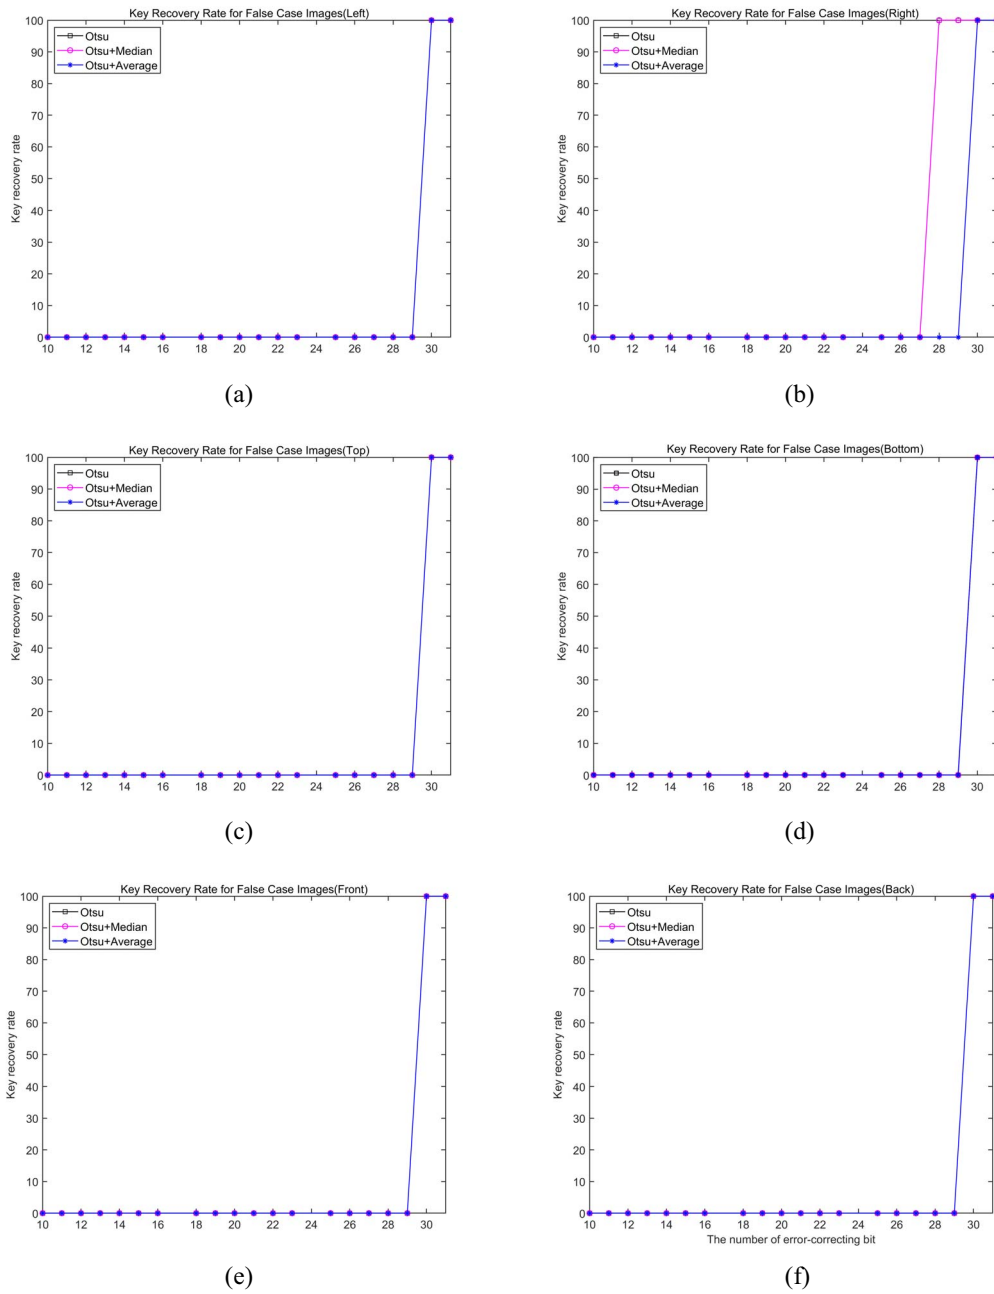 Key Recovery Rate for False Case Images(Left)
Otsu
Otsu+Median
Otsu+Average
Key recovery rate
100
90
80
70
60
50
40
30
20
10
0
10 12 14 16 18 20 22 24 26 28 30
(a)
Key Recovery Rate for False Case Images(Right)
Otsu
Otsu+Median
Otsu+Average
Key recovery rate
100
90
80
70
60
50
40
30
20
10
0
10 12 14 16 18 20 22 24 26 28 30
(b)
Key Recovery Rate for False Case Images(Top)
Otsu
Otsu+Median
Otsu+Average
Key recovery rate
100
90
80
70
60
50
40
30
20
10
0
10 12 14 16 18 20 22 24 26 28 30
(c)
Key Recovery Rate for False Case Images(Bottom)
Otsu
Otsu+Median
Otsu+Average
Key recovery rate
100
90
80
70
60
50
40
30
20
10
0
10 12 14 16 18 20 22 24 26 28 30
(d)
Key Recovery Rate for False Case Images(Front)
Otsu
Otsu+Median
Otsu+Average
Key recovery rate
100
90
80
70
60
50
40
30
20
10
0
10 12 14 16 18 20 22 24 26 28 30
(e)
Key Recovery Rate for False Case Images(Back)
Otsu
Otsu+Median
Otsu+Average
Key recovery rate
100
90
80
70
60
50
40
30
20
10
0
10 12 14 16 18 20 22 24 26 28 30
The number of error-correcting bit
(f)